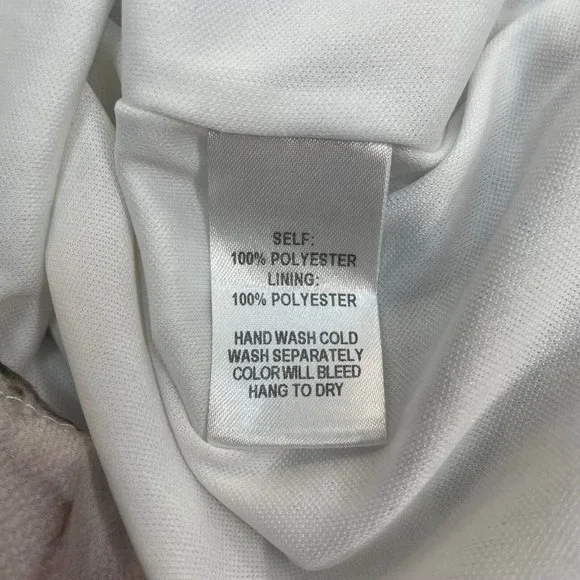 SELF:
100% POLYESTER
LINING:
100% POLYESTER
HAND WASH COLD
WASH SEPARATELY
COLOR WILL BLEED
HANG TO DRY